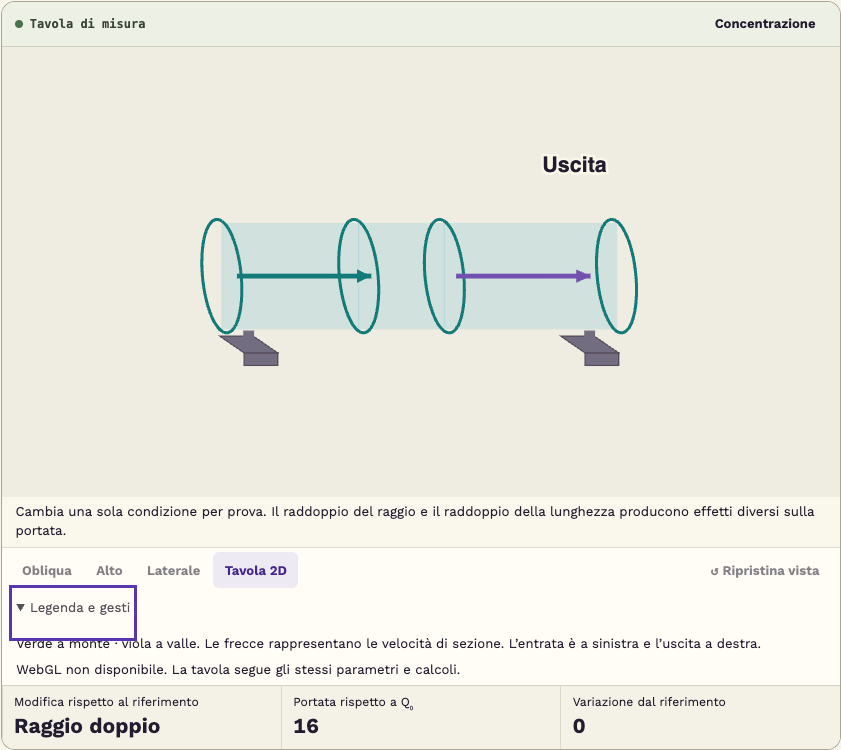 Tavola di misura
Concentrazione
Uscita
Cambia una sola condizione per prova. Il raddoppio del raggio e il raddoppio della lunghezza producono effetti diversi sulla
portata.
Obliqua Alto Laterale Tavola 2D ↺ Ripristina vista
▼ Legenda e gesti
Verde a monte · viola a valle. Le frecce rappresentano le velocità di sezione. L’entrata è a sinistra e l’uscita a destra.
WebGL non disponibile. La tavola segue gli stessi parametri e calcoli.
Modifica rispetto al riferimento
Raggio doppio
Portata rispetto a Q₀
16
Variazione dal riferimento
0